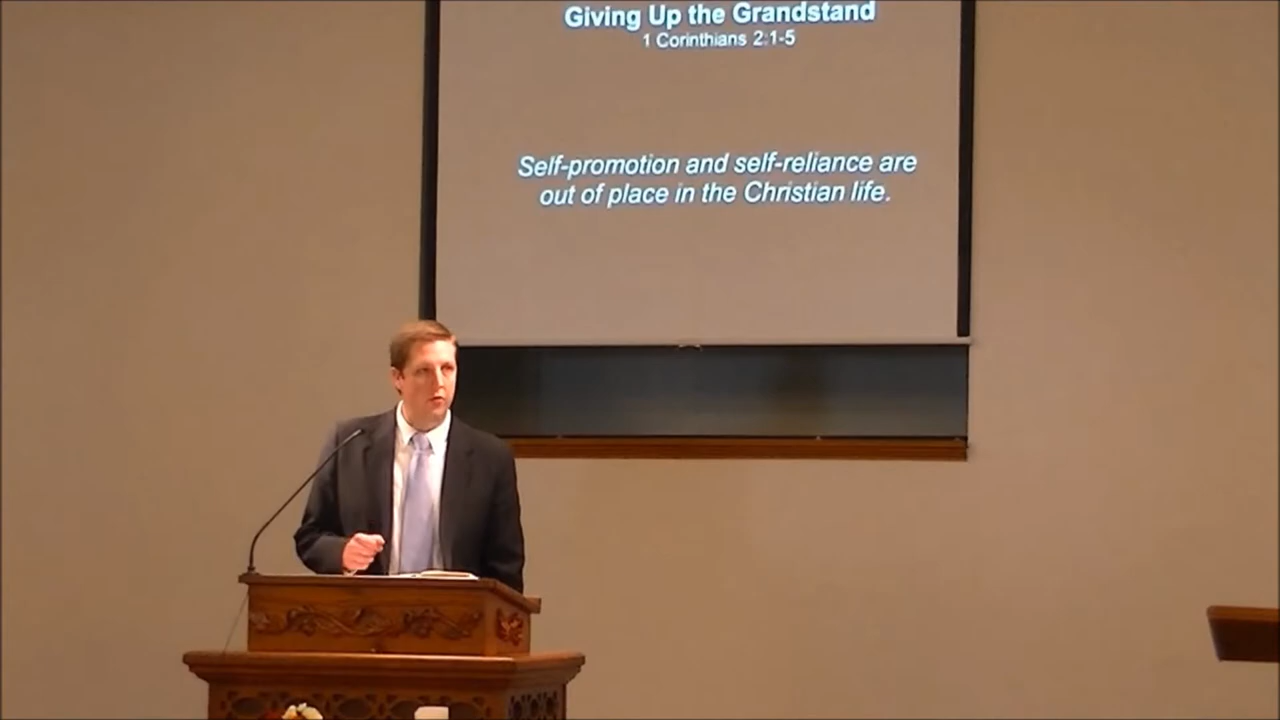 Giving Up the Grandstand
1 Corinthians 2:1-5
Self-promotion and self-reliance are
out of place in the Christian life.